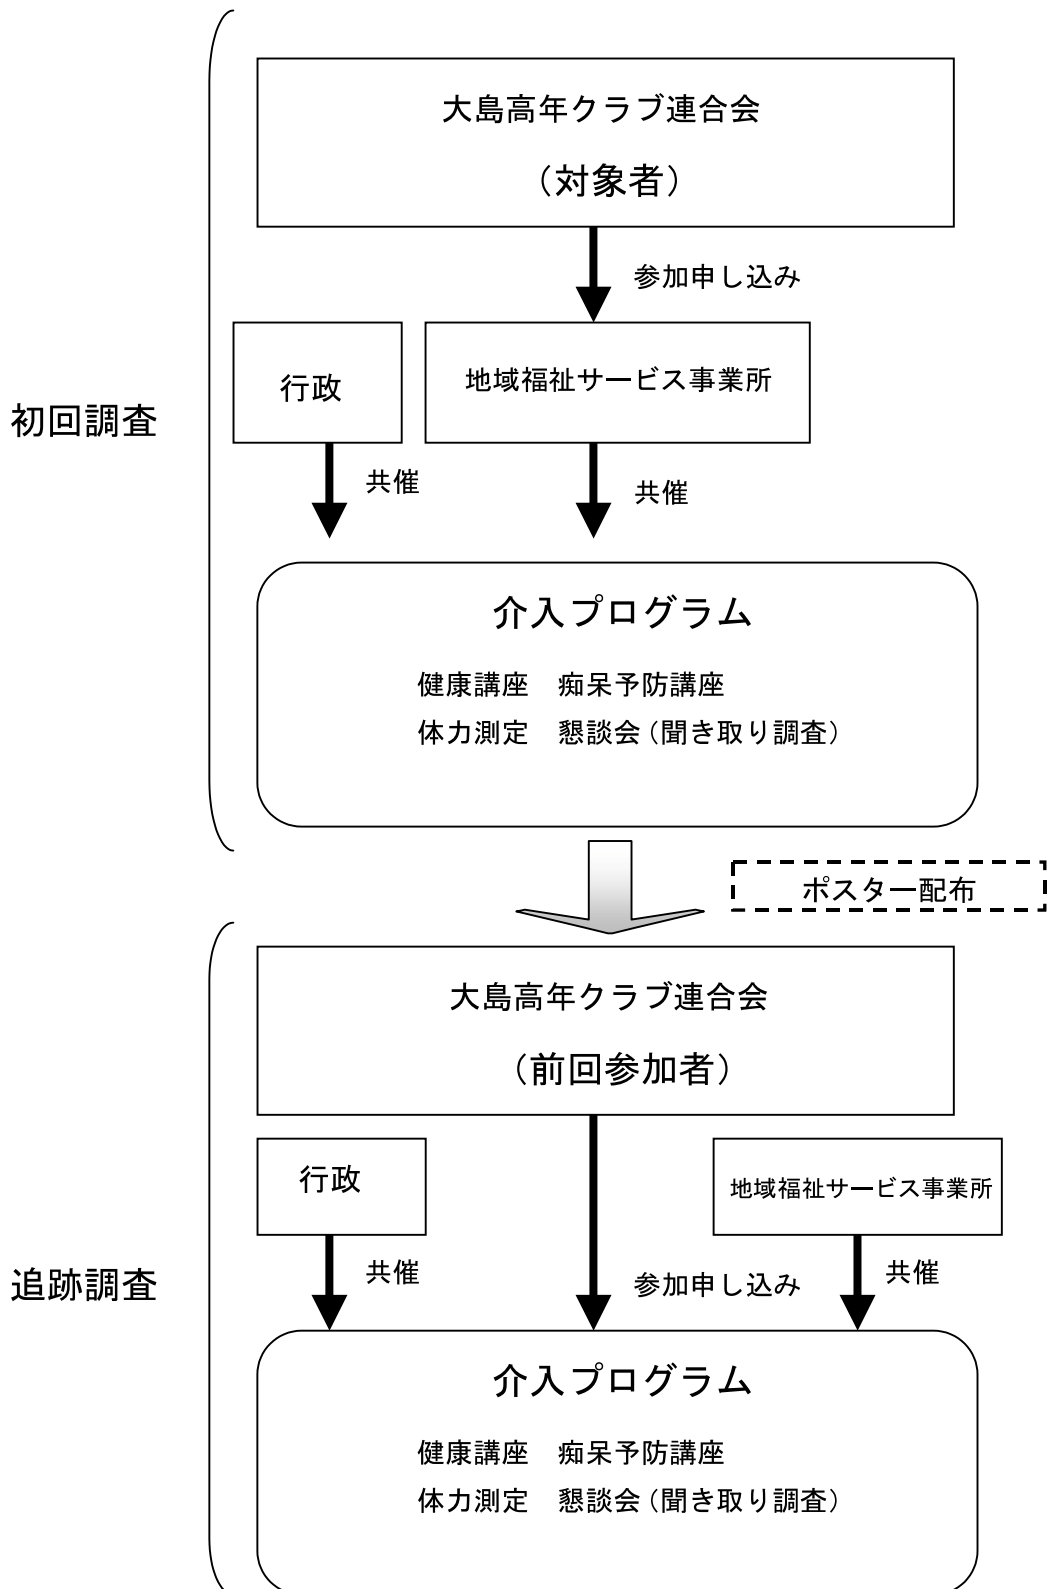 大島高年クラブ連合会
（対象者）
参加申し込み
行政
地域福祉サービス事業所
初回調査
共催
共催
介入プログラム
健康講座　痴呆予防講座
体力測定　懇談会（聞き取り調査）
ポスター配布
大島高年クラブ連合会
（前回参加者）
行政
地域福祉サービス事業所
追跡調査
共催
参加申し込み
共催
介入プログラム
健康講座　痴呆予防講座
体力測定　懇談会（聞き取り調査）